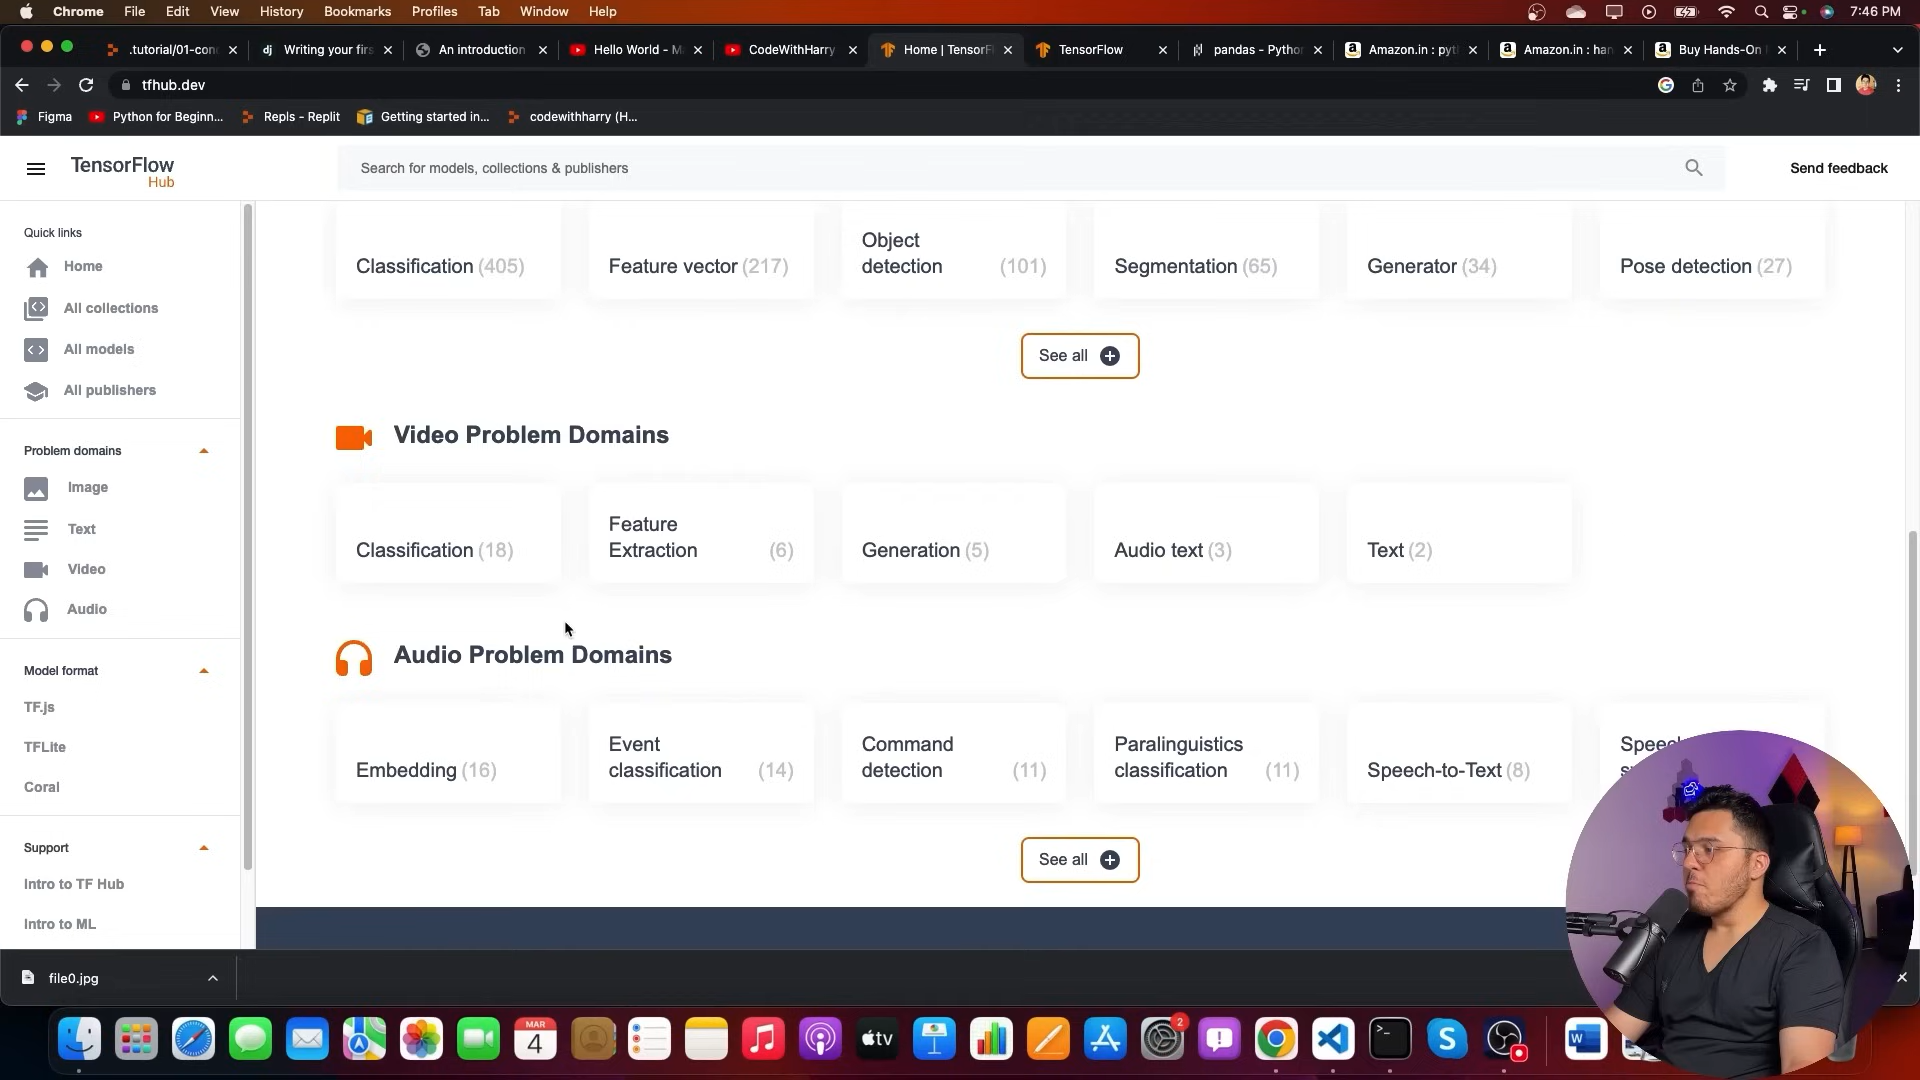 Chrome File Edit View History Bookmarks Profiles Tab Window Help
7:46 PM
.tutorial/01-con
Writing your firs
An introduction
Hello World - M
CodeWithHarry
Home | TensorF
TensorFlow
pandas - Python
Amazon.in : pyt
Amazon.in : han
Buy Hands-On
tfhub.dev
Figma
Python for Beginn...
Repls - Replit
Getting started in...
codewithharry (H...
TensorFlow
Hub
Search for models, collections & publishers
Send feedback
Quick links
Home
All collections
All models
All publishers
Problem domains
Image
Text
Video
Audio
Model format
TF.js
TFLite
Coral
Support
Intro to TF Hub
Intro to ML
Classification (405)
Feature vector (217)
Object
detection (101)
Segmentation (65)
Generator (34)
Pose detection (27)
See all
Video Problem Domains
Classification (18)
Feature
Extraction (6)
Generation (5)
Audio text (3)
Text (2)
Audio Problem Domains
Embedding (16)
Event
classification (14)
Command
detection (11)
Paralinguistics
classification (11)
Speech-to-Text (8)
See all
file0.jpg
MAR
4
tv
2